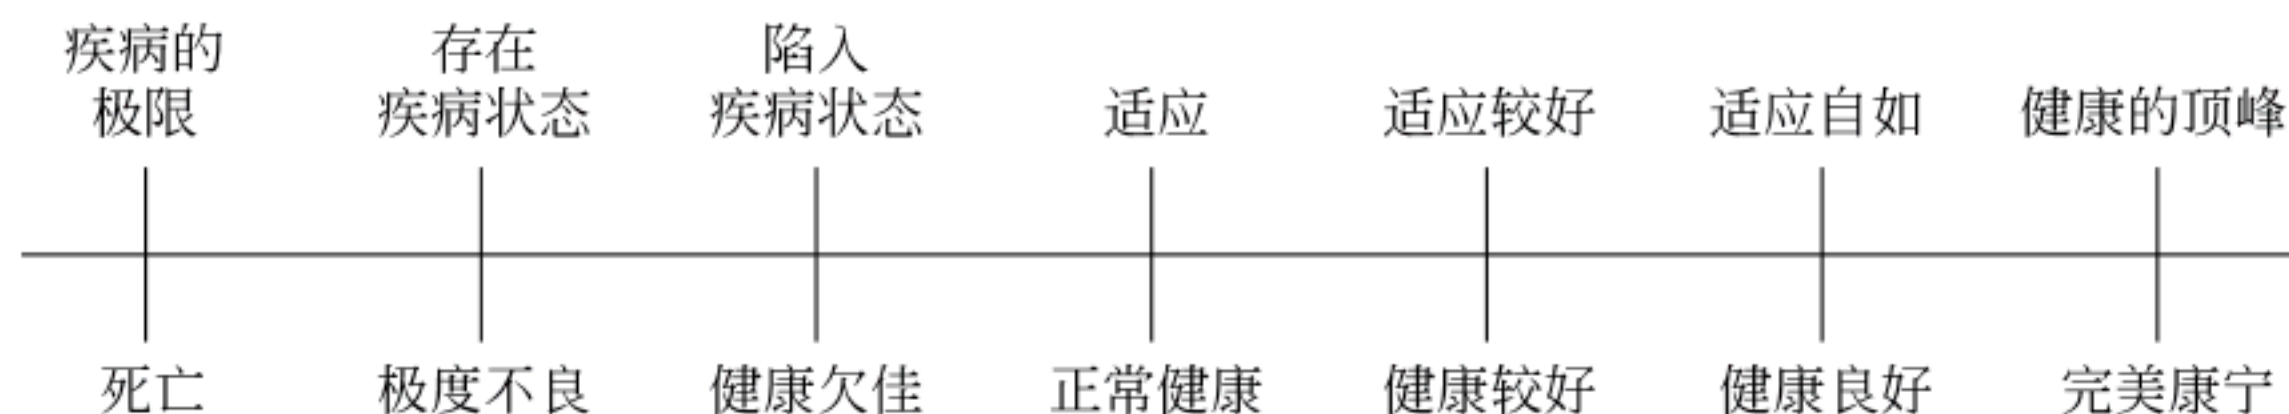 疾病的
极限
存在
疾病状态
陷入
疾病状态
适应
适应较好
适应自如
健康的顶峰
死亡
极度不良
健康欠佳
正常健康
健康较好
健康良好
完美康宁